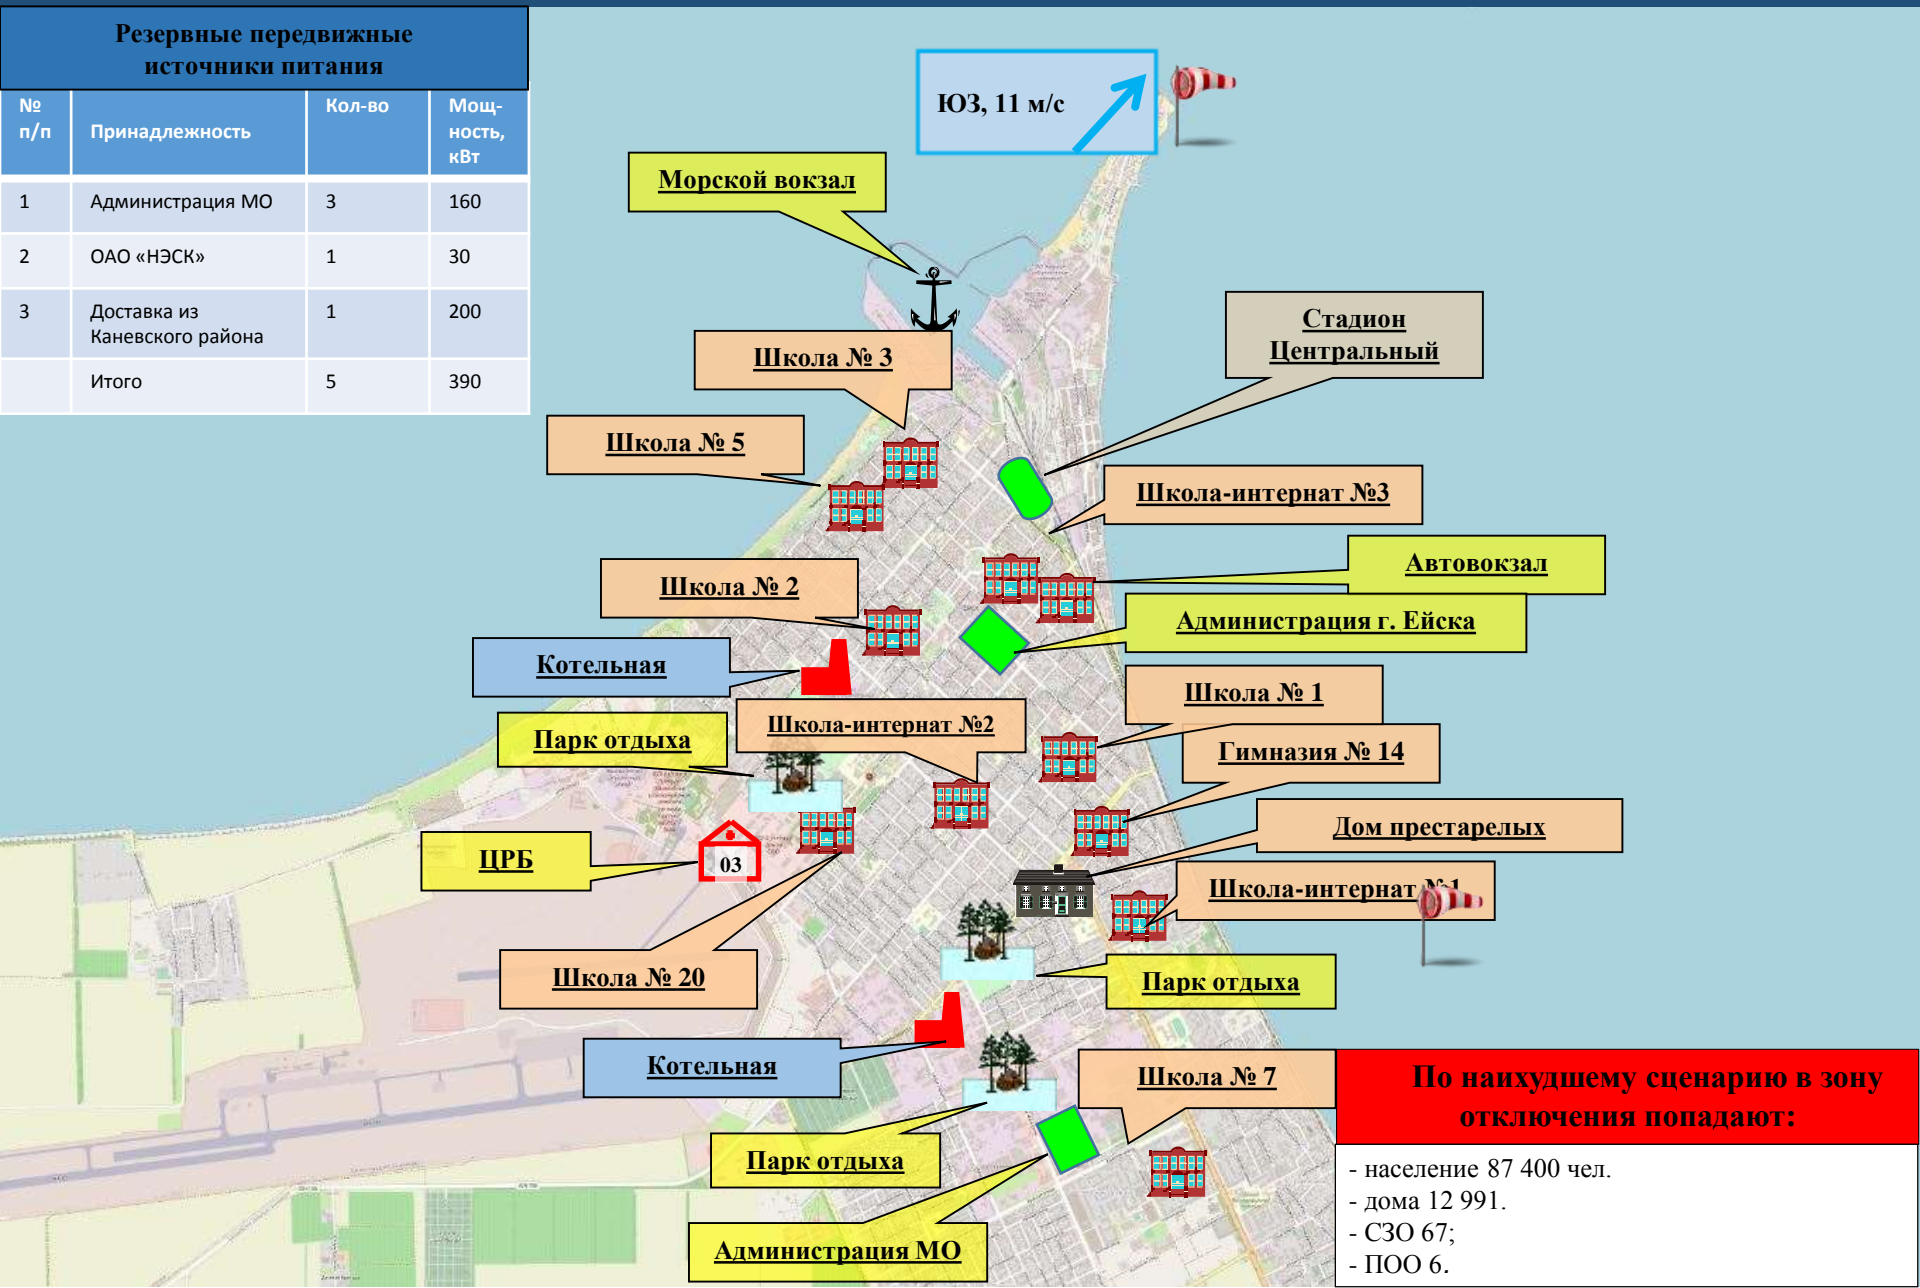 Резервные передвижные
источники питания
№
п/п
Принадлежность
Кол-во
Мощ-
ность,
кВт
1 Администрация МО 3 160
2 ОАО «НЭСК» 1 30
3 Доставка из
Каневского района 1 200
Итого 5 390
ЮЗ, 11 м/с
Морской вокзал
Стадион
Центральный
Школа № 3
Школа № 5
Школа-интернат №3
Автовокзал
Школа № 2
Администрация г. Ейска
Котельная
Школа № 1
Школа-интернат №2
Парк отдыха
Гимназия № 14
Дом престарелых
ЦРБ
03
Школа-интернат №1
Школа № 20
Парк отдыха
Котельная
Школа № 7
Парк отдыха
Администрация МО
По наихудшему сценарию в зону
отключения попадают:
- население 87 400 чел.
- дома 12 991.
- СЗО 67;
- ПОО 6.